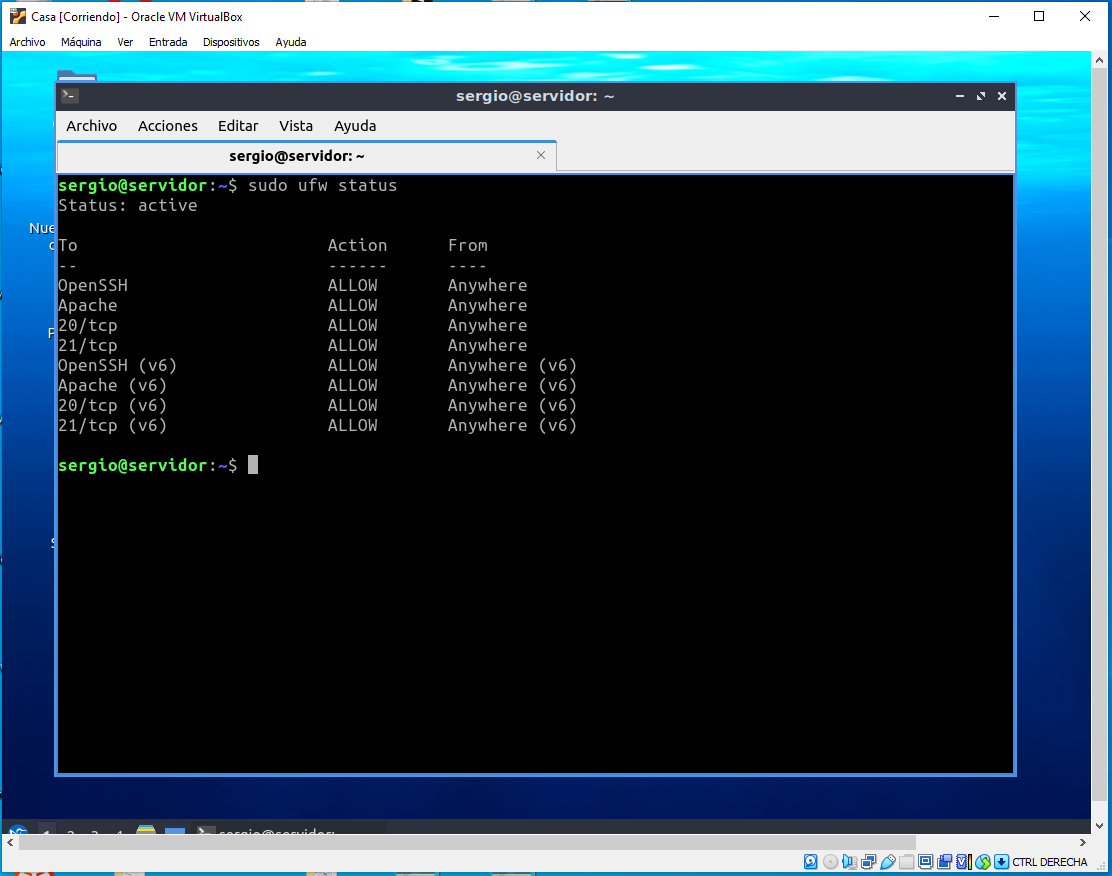 Casa [Corriendo] - Oracle VM VirtualBox
Archivo Máquina Ver Entrada Dispositivos Ayuda
sergio@servidor: ~
Archivo Acciones Editar Vista Ayuda
sergio@servidor: ~
sergio@servidor:~$ sudo ufw status
Status: active
Nue
To Action From
-- ------ ----
OpenSSH ALLOW Anywhere
Apache ALLOW Anywhere
20/tcp ALLOW Anywhere
21/tcp ALLOW Anywhere
OpenSSH (v6) ALLOW Anywhere (v6)
Apache (v6) ALLOW Anywhere (v6)
20/tcp (v6) ALLOW Anywhere (v6)
21/tcp (v6) ALLOW Anywhere (v6)
sergio@servidor:~$
1 2 3 4 sergio@servidor:
CTRL DERECHA